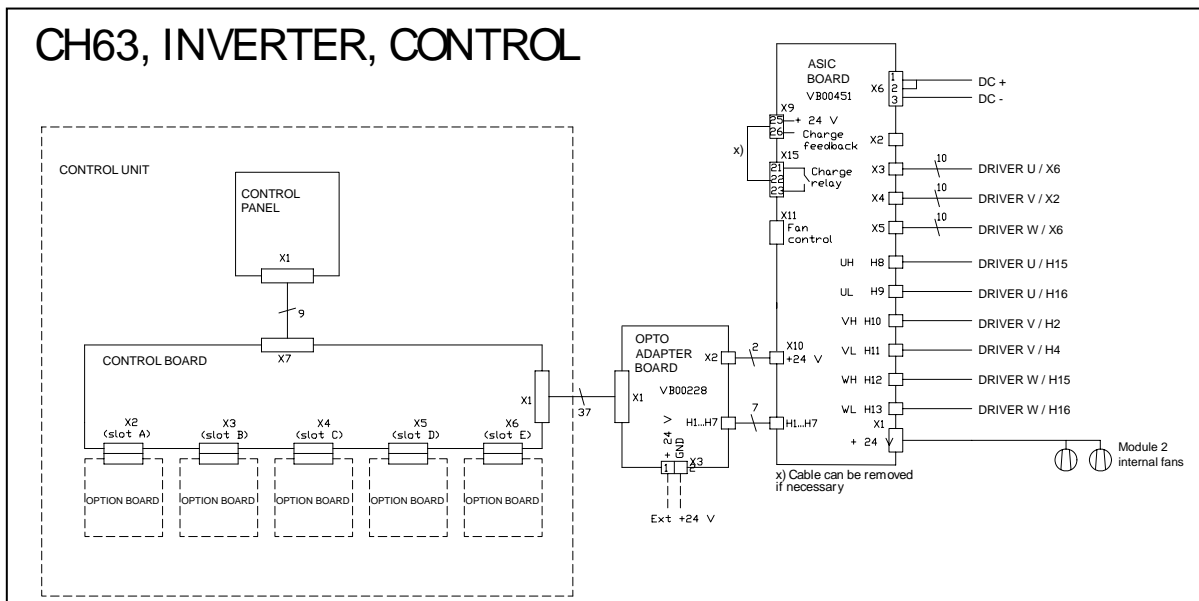 CH63, INVERTER, CONTROL
CONTROL UNIT
CONTROL
PANEL
X1
9
X7
CONTROL BOARD
X1
37
X2
(slot A)
X3
(slot B)
X4
(slot C)
X5
(slot D)
X6
(slot E)
OPTION BOARD
OPTION BOARD
OPTION BOARD
OPTION BOARD
OPTION BOARD
OPTO
ADAPTER
BOARD
VB00228
X1
X2
2
H1...H7
7
+ 24 V
GND
1
2
X3
Ext +24 V
ASIC
BOARD
VB00451
X9
25
+ 24 V
26
Charge
feedback
x)
X15
21
22
23
Charge
relay
X11
Fan
control
X10
+24 V
H1...H7
X6
1
2
3
DC +
DC -
X2
X3
10
DRIVER U / X6
X4
10
DRIVER V / X2
X5
10
DRIVER W / X6
UH H8
DRIVER U / H15
UL H9
DRIVER U / H16
VH H10
DRIVER V / H2
VL H11
DRIVER V / H4
WH H12
DRIVER W / H15
WL H13
DRIVER W / H16
X1
+ 24 V
Module 2
internal fans
x) Cable can be removed
if necessary